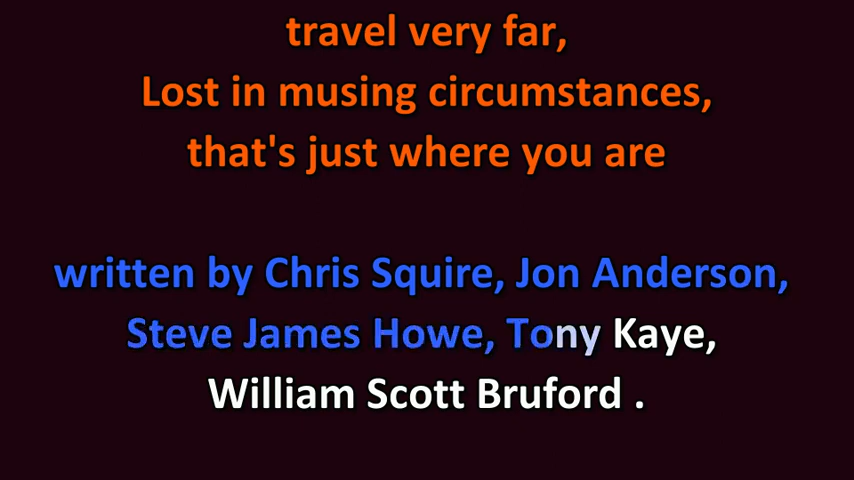 travel very far,
Lost in musing circumstances,
that's just where you are
written by Chris Squire, Jon Anderson,
Steve James Howe, Tony Kaye,
William Scott Bruford .